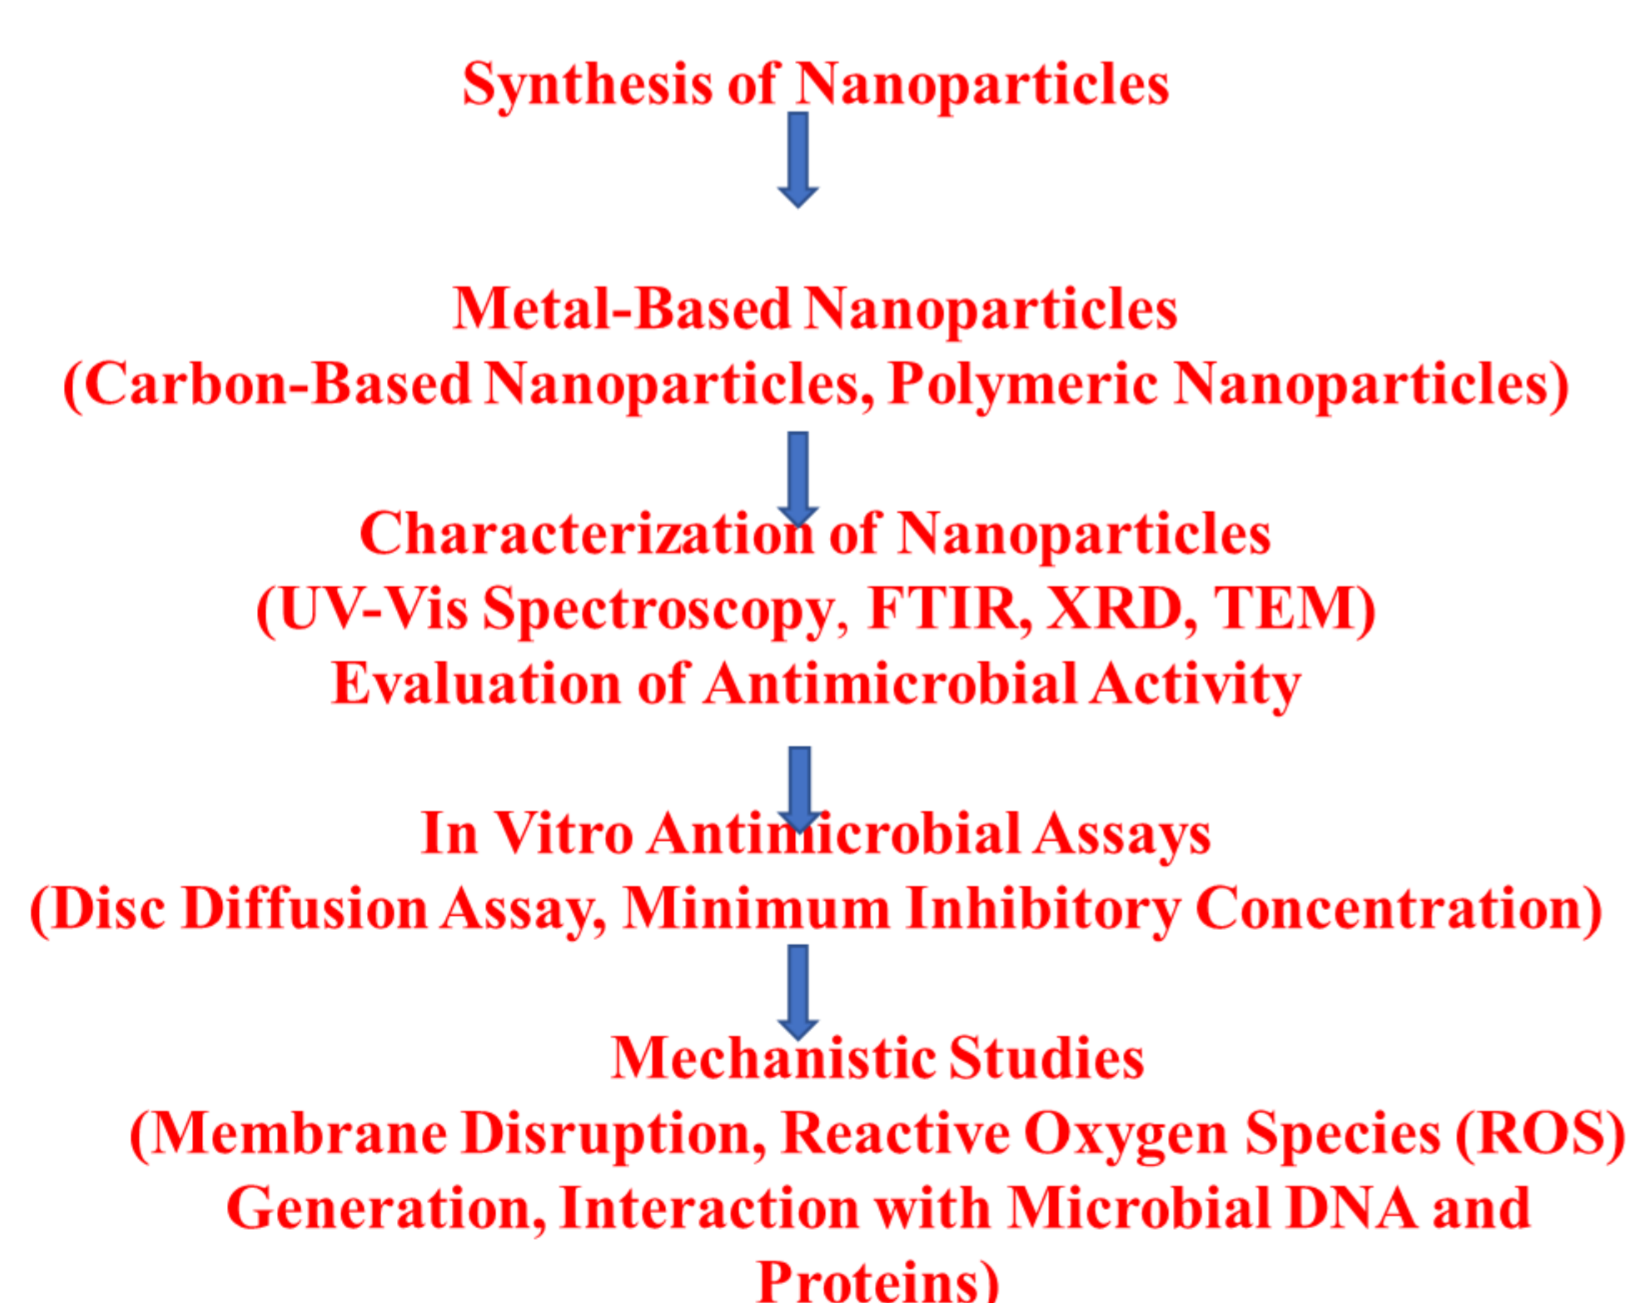 Synthesis of Nanoparticles
Metal-Based Nanoparticles
(Carbon-Based Nanoparticles, Polymeric Nanoparticles)
Characterization of Nanoparticles
(UV-Vis Spectroscopy, FTIR, XRD, TEM)
Evaluation of Antimicrobial Activity
In Vitro Antimicrobial Assays
(Disc Diffusion Assay, Minimum Inhibitory Concentration)
Mechanistic Studies
(Membrane Disruption, Reactive Oxygen Species (ROS)
Generation, Interaction with Microbial DNA and
Proteins)